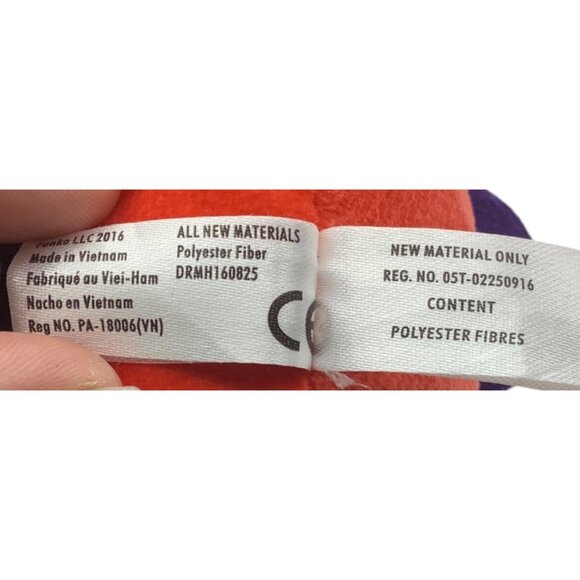 Funko LLC 2016
Made in Vietnam
Fabriqué au Viei-Ham
Nacho en Vietnam
Reg NO. PA-18006(VN)
ALL NEW MATERIALS
Polyester Fiber
DRMH160825
CE
NEW MATERIAL ONLY
REG. NO. 05T-02250916
CONTENT
POLYESTER FIBRES